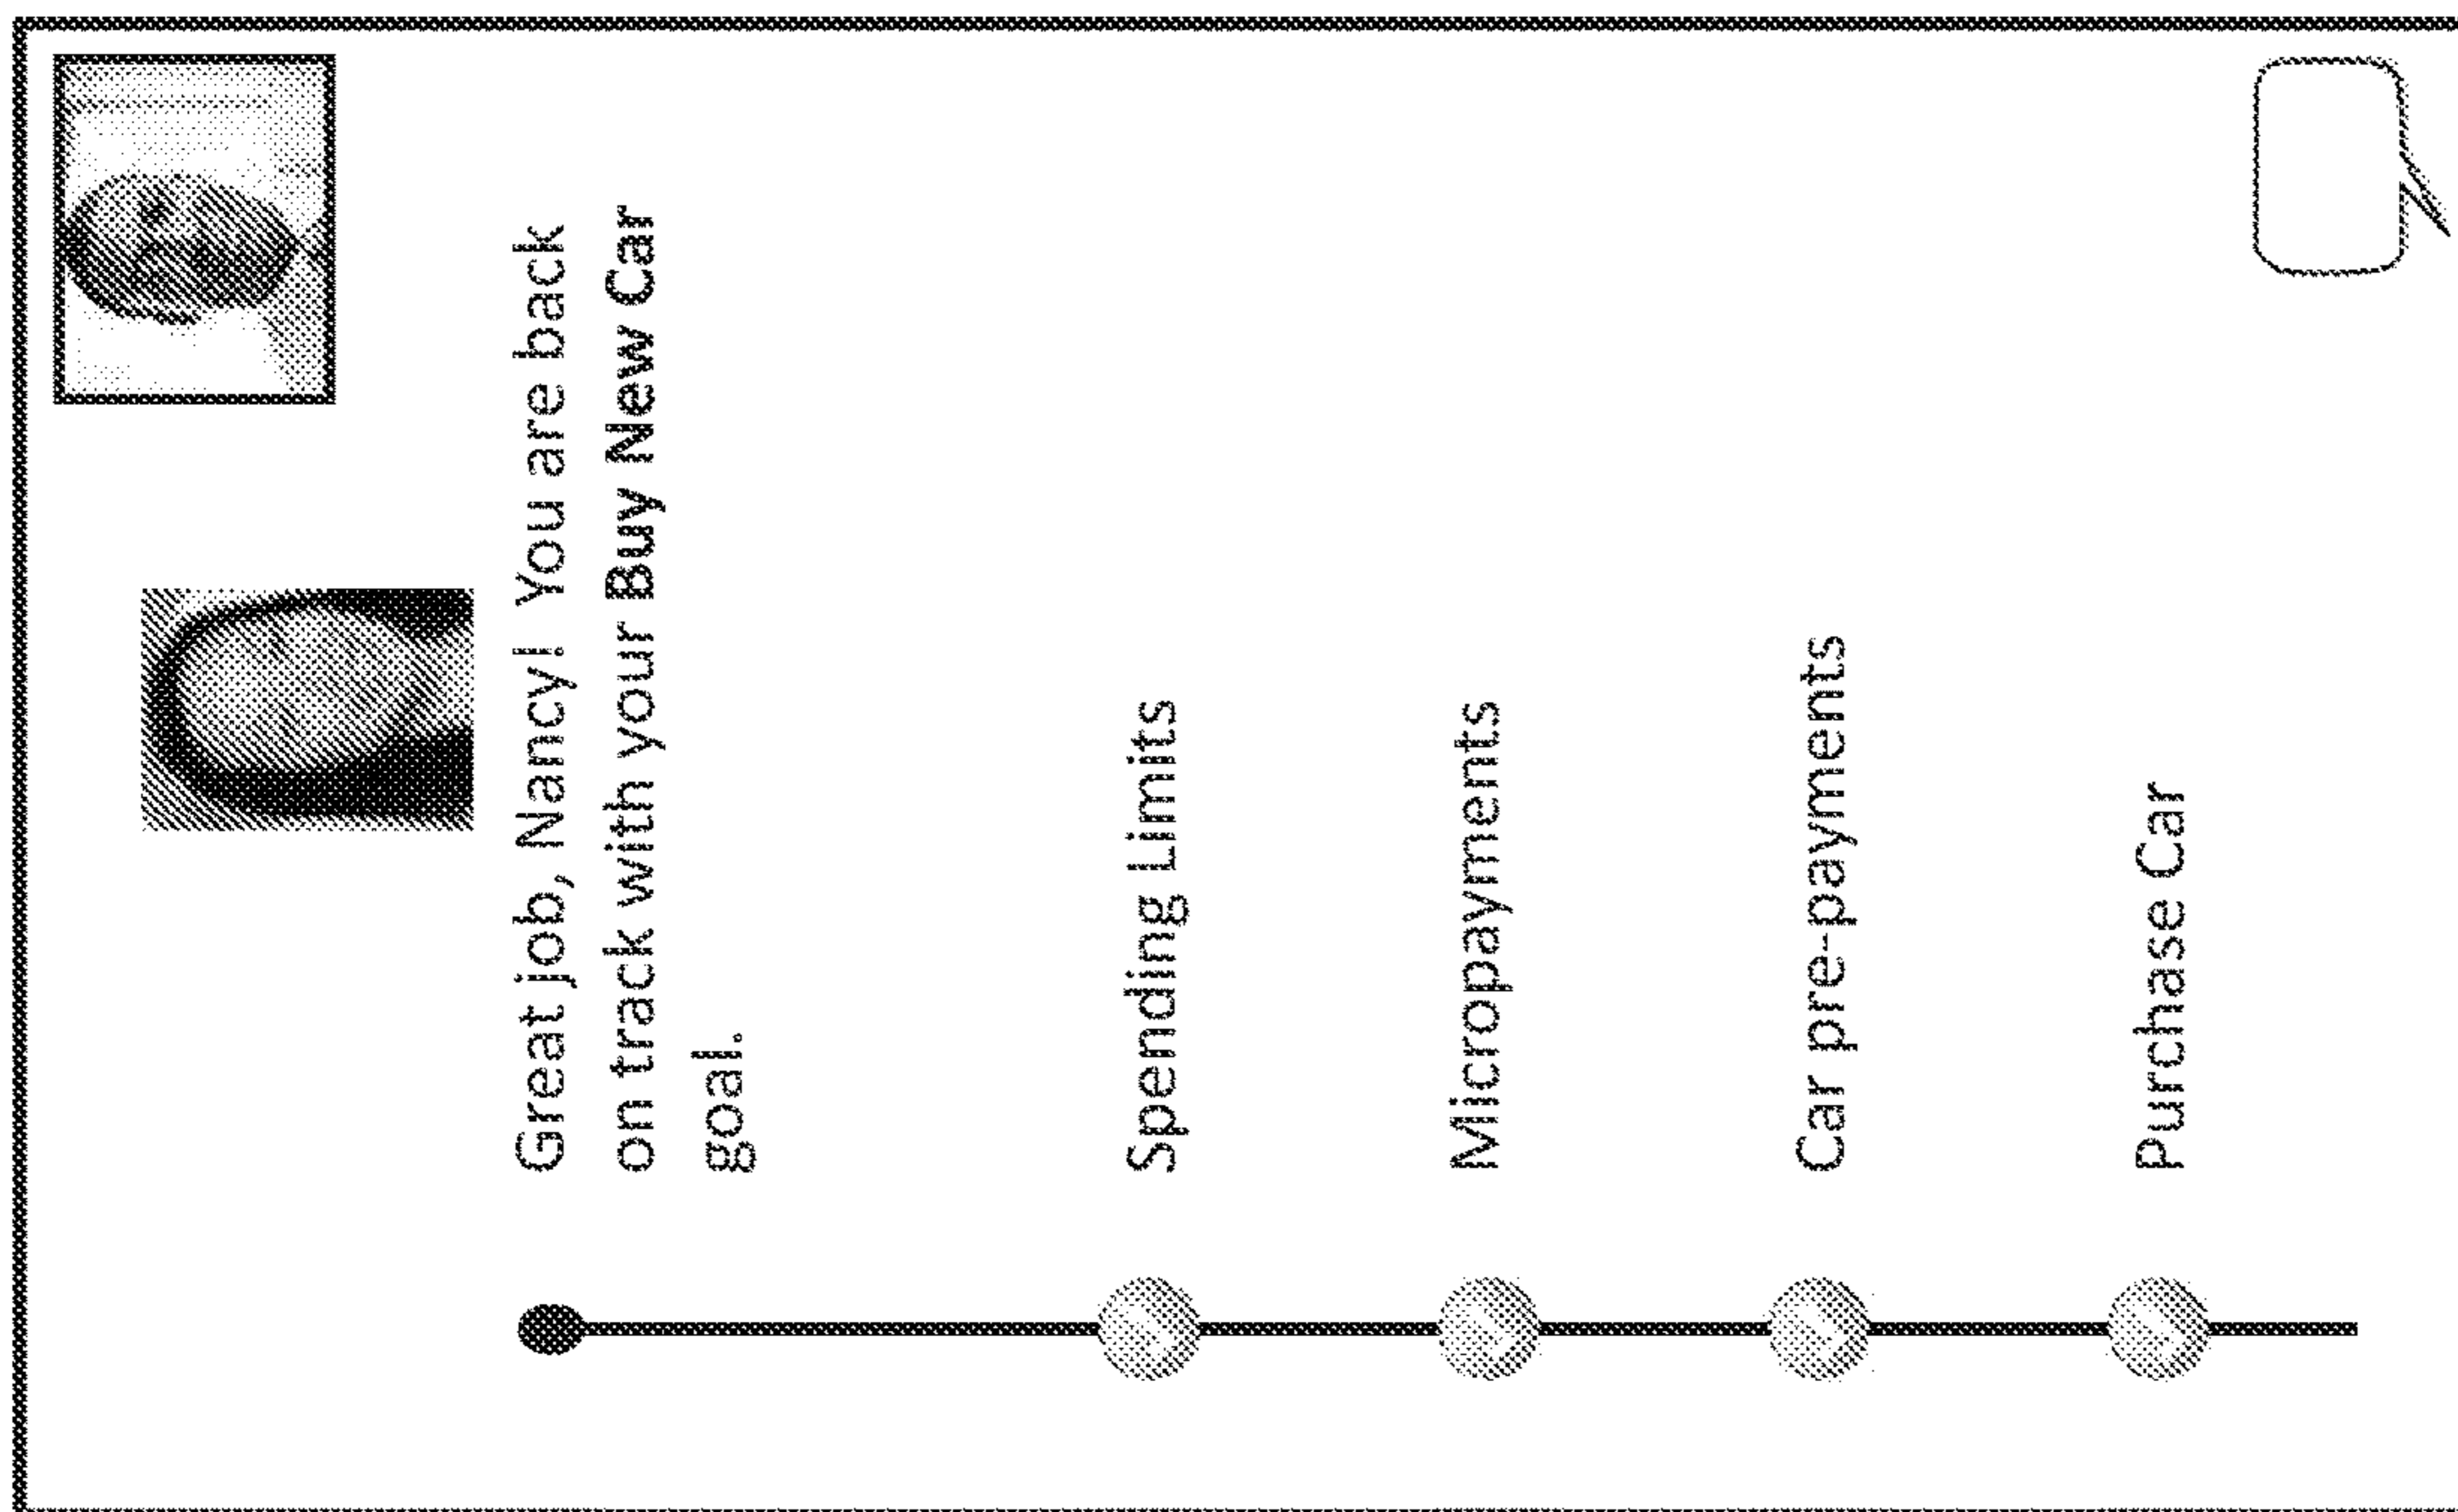 Great job, Nancy! You are back
on track with your Buy New Car
goal.
Spending Limits
Micropayments
Car pre-payments
Purchase Car